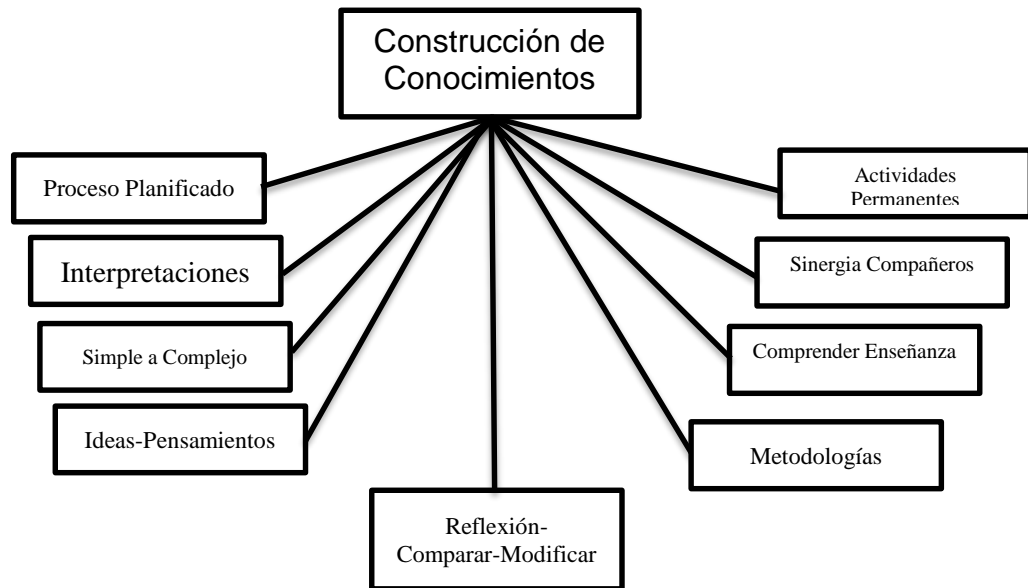 Construcción de
Conocimientos
Proceso Planificado
Actividades
Permanentes
Interpretaciones
Sinergia Compañeros
Simple a Complejo
Comprender Enseñanza
Ideas-Pensamientos
Metodologías
Reflexión-
Comparar-Modificar